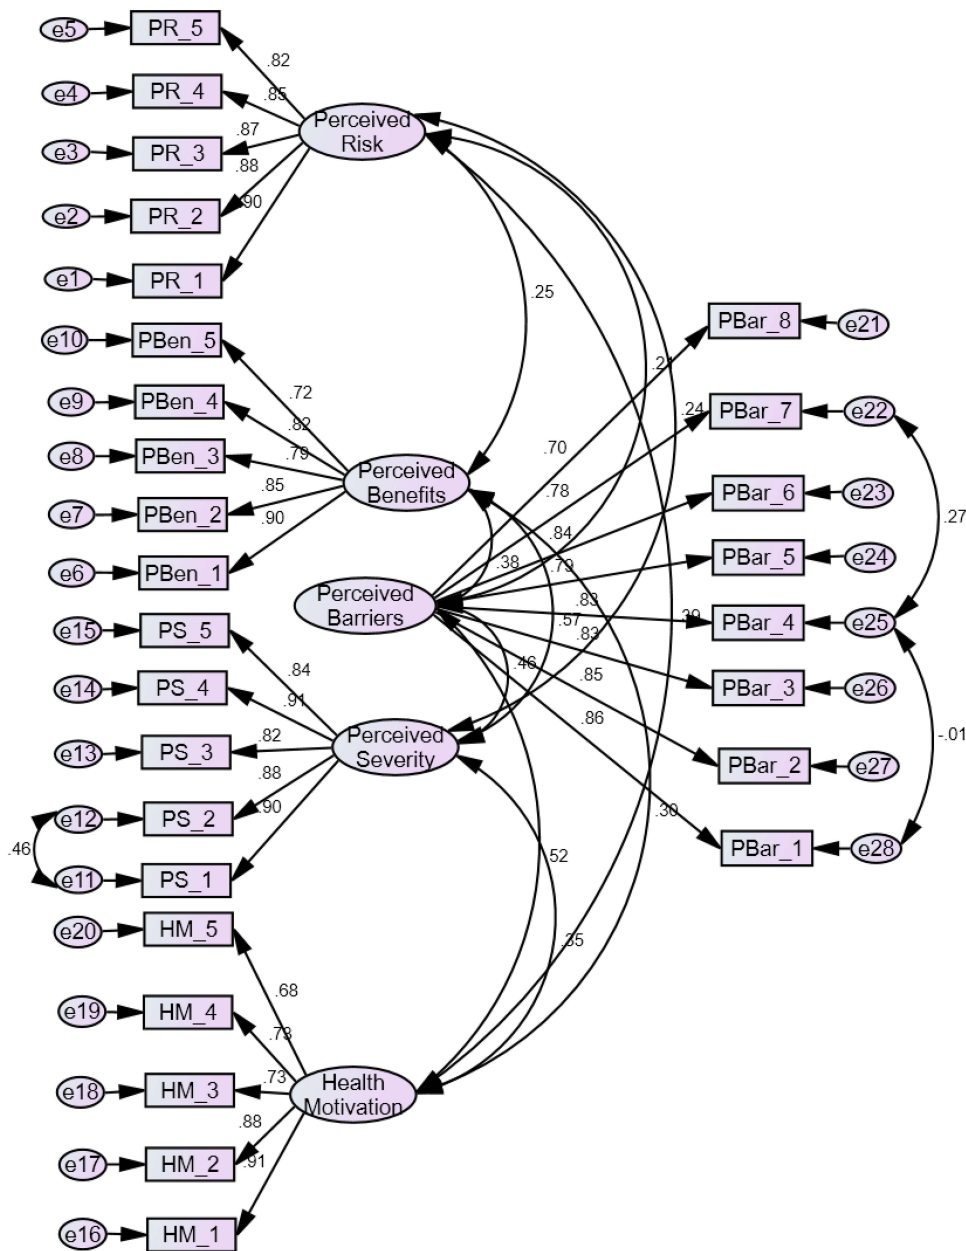 e5 PR_5
.82
e4 PR_4
.85
e3 PR_3
.87
.88
e2 PR_2
.90
e1 PR_1
Perceived
Risk
.25
e10 PBen_5
.72
e9 PBen_4
.82
e8 PBen_3
.79
e7 PBen_2
.85
.90
e6 PBen_1
Perceived
Benefits
.38
.57
Perceived
Barriers
.46
PBar_8 e21
.24
.70
PBar_7 e22
.78
PBar_6 e23
.84
PBar_5 e24
.79
PBar_4 e25
.83
PBar_3 e26
.83
PBar_2 e27
.85
PBar_1 e28
.86
.27
-.01
e15 PS_5
.84
e14 PS_4
.91
e13 PS_3
.82
.88
e12 PS_2
.90
.46
e11 PS_1
Perceived
Severity
.30
.52
.35
e20 HM_5
.68
e19 HM_4
.73
e18 HM_3
.73
.88
e17 HM_2
.91
e16 HM_1
Health
Motivation